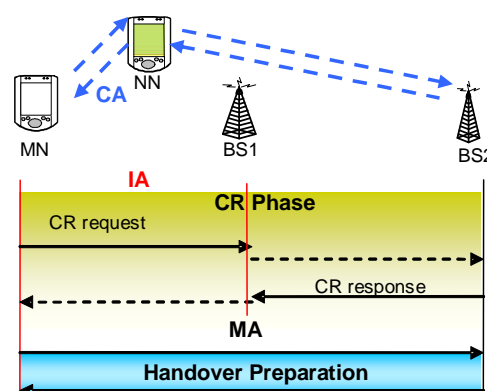 NN
CA
MN
BS1
BS2
IA
CR Phase
CR request
CR response
MA
Handover Preparation